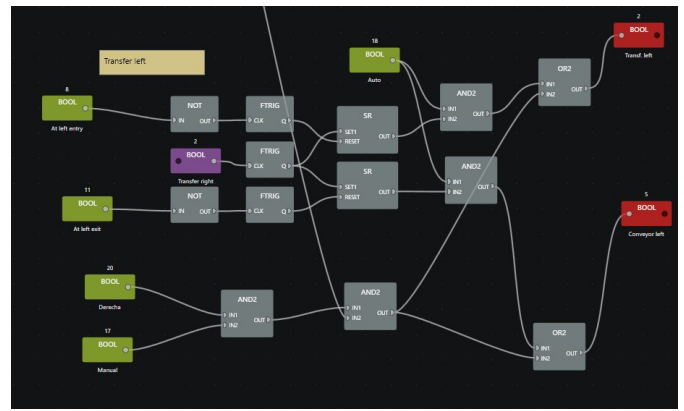 2
BOOL
Transf. left
18
BOOL
Auto
Transfer left
8
BOOL
At left entry
NOT
IN OUT
FTRIG
CLK Q
SR
SET1 OUT
RESET
AND2
IN1 OUT
IN2
OR2
IN1 OUT
IN2
2
BOOL
Transfer right
FTRIG
CLK Q
SR
SET1 OUT
RESET
AND2
IN1 OUT
IN2
11
BOOL
At left exit
NOT
IN OUT
FTRIG
CLK Q
5
BOOL
Conveyor left
20
BOOL
Derecha
17
BOOL
Manual
AND2
IN1 OUT
IN2
AND2
IN1 OUT
IN2
OR2
IN1 OUT
IN2